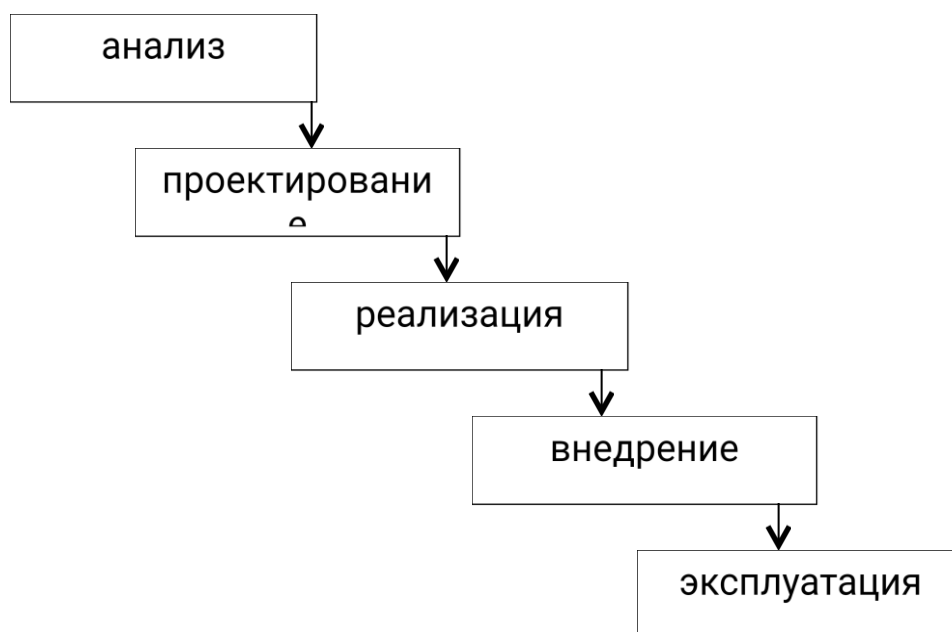 анализ
проектировани
е
реализация
внедрение
эксплуатация